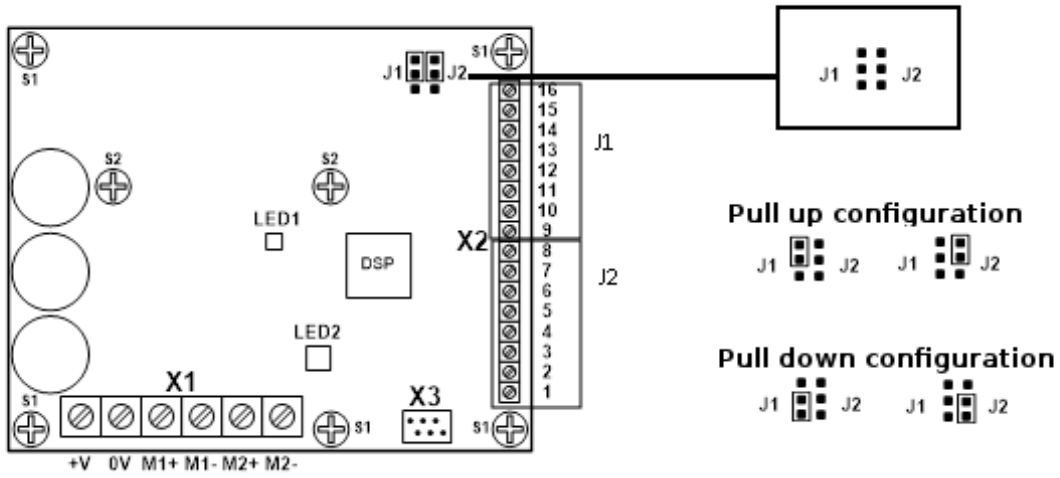 S1
S1
J1 J2
J1 J2
16
15
14
13
12
11
10
9
J1
S2
S2
LED1
X2
DSP
8
7
6
5
4
3
2
1
J2
LED2
Pull up configuration
J1 J2 J1 J2
Pull down configuration
J1 J2 J1 J2
X1
X3
S1
S1
S1
+V 0V M1+ M1- M2+ M2-